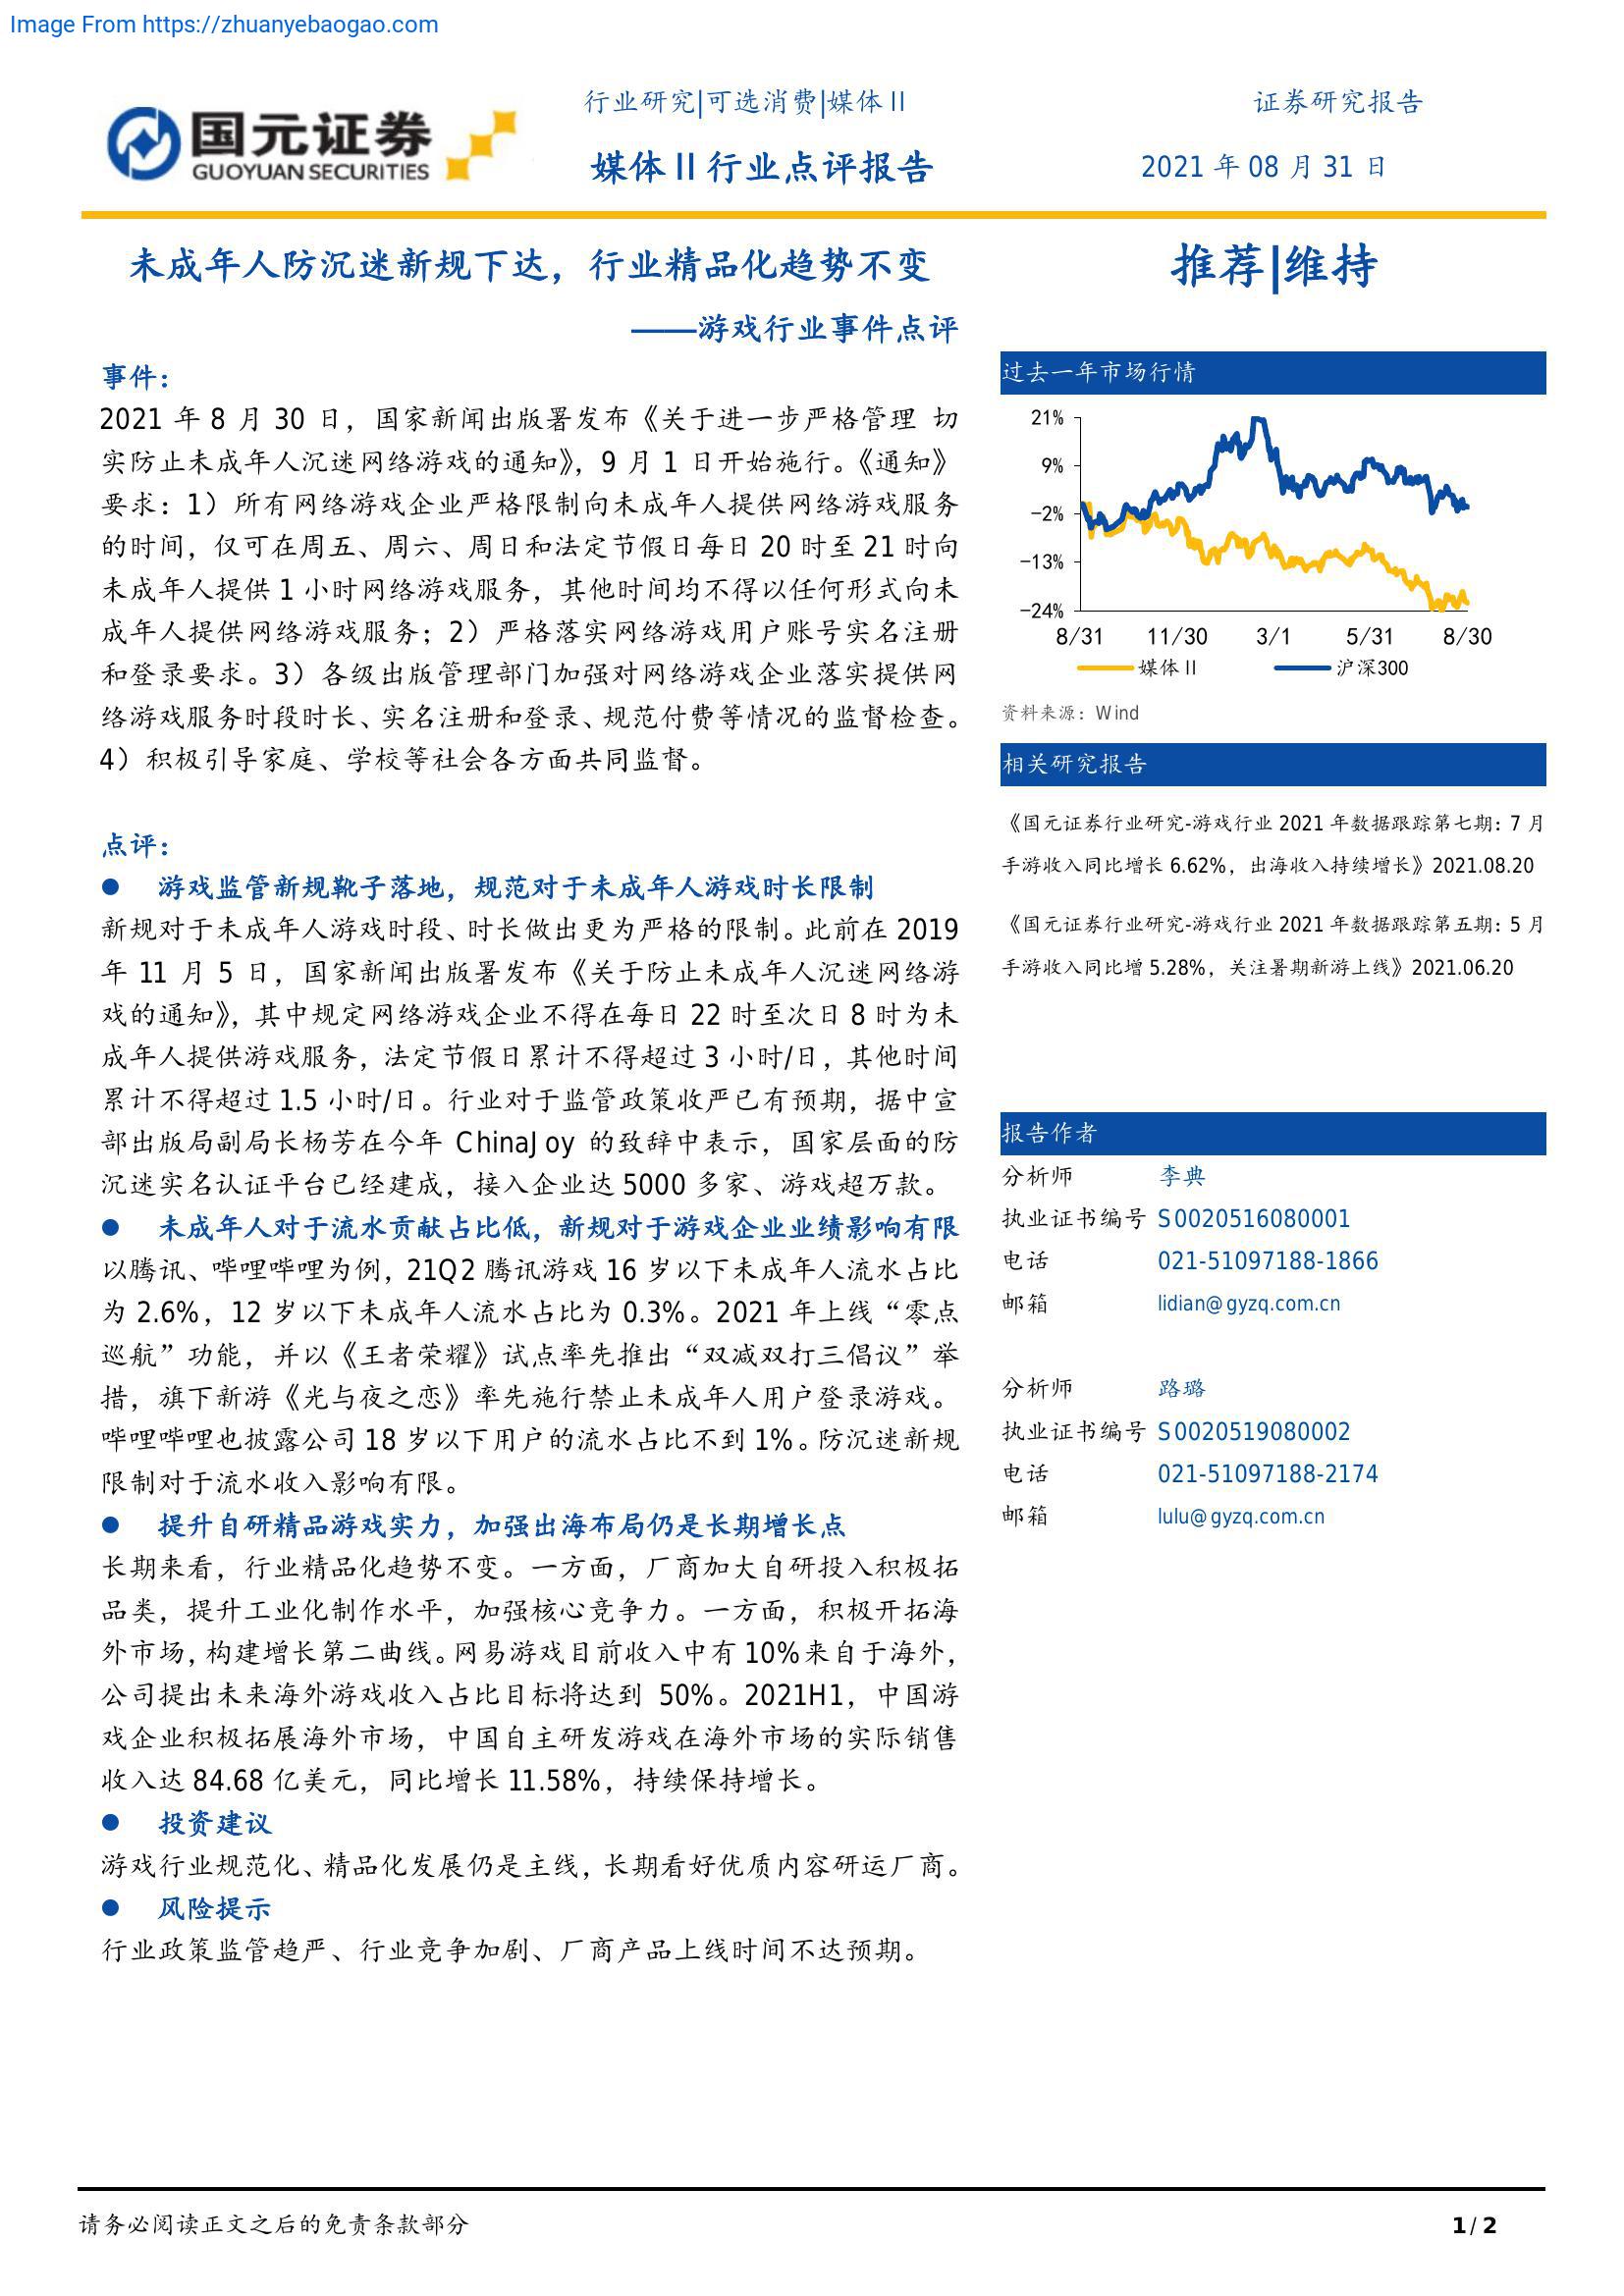 Image From https://zhuanyebaogao.com
国元证券
GUOYUAN SECURITIES
行业研究|可选消费|媒体Ⅱ
证券研究报告
媒体Ⅱ行业点评报告
2021 年 08 月 31 日
未成年人防沉迷新规下达，行业精品化趋势不变
——游戏行业事件点评
事件：
2021 年 8 月 30 日，国家新闻出版署发布《关于进一步严格管理 切
实防止未成年人沉迷网络游戏的通知》，9 月 1 日开始施行。《通知》
要求：1）所有网络游戏企业严格限制向未成年人提供网络游戏服务
的时间，仅可在周五、周六、周日和法定节假日每日 20 时至 21 时向
未成年人提供 1 小时网络游戏服务，其他时间均不得以任何形式向未
成年人提供网络游戏服务；2）严格落实网络游戏用户账号实名注册
和登录要求。3）各级出版管理部门加强对网络游戏企业落实提供网
络游戏服务时段时长、实名注册和登录、规范付费等情况的监督检查。
4）积极引导家庭、学校等社会各方面共同监督。
点评：
● 游戏监管新规靴子落地，规范对于未成年人游戏时长限制
新规对于未成年人游戏时段、时长做出更为严格的限制。此前在 2019
年 11 月 5 日，国家新闻出版署发布《关于防止未成年人沉迷网络游
戏的通知》，其中规定网络游戏企业不得在每日 22 时至次日 8 时为未
成年人提供游戏服务，法定节假日累计不得超过 3 小时/日，其他时间
累计不得超过 1.5 小时/日。行业对于监管政策收严已有预期，据中宣
部出版局副局长杨芳在今年 ChinaJoy 的致辞中表示，国家层面的防
沉迷实名认证平台已经建成，接入企业达 5000 多家、游戏超万款。
● 未成年人对于流水贡献占比低，新规对于游戏企业业绩影响有限
以腾讯、哔哩哔哩为例，21Q2 腾讯游戏 16 岁以下未成年人流水占比
为 2.6%，12 岁以下未成年人流水占比为 0.3%。2021 年上线“零点
巡航”功能，并以《王者荣耀》试点率先推出“双减双打三倡议”举
措，旗下新游《光与夜之恋》率先施行禁止未成年人用户登录游戏。
哔哩哔哩也披露公司 18 岁以下用户的流水占比不到 1%。防沉迷新规
限制对于流水收入影响有限。
● 提升自研精品游戏实力，加强出海布局仍是长期增长点
长期来看，行业精品化趋势不变。一方面，厂商加大自研投入积极拓
品类，提升工业化制作水平，加强核心竞争力。一方面，积极开拓海
外市场，构建增长第二曲线。网易游戏目前收入中有 10%来自于海外，
公司提出未来海外游戏收入占比目标将达到 50%。2021H1，中国游
戏企业积极拓展海外市场，中国自主研发游戏在海外市场的实际销售
收入达 84.68 亿美元，同比增长 11.58%，持续保持增长。
● 投资建议
游戏行业规范化、精品化发展仍是主线，长期看好优质内容研运厂商。
● 风险提示
行业政策监管趋严、行业竞争加剧、厂商产品上线时间不达预期。
推荐|维持
过去一年市场行情
21%
9%
-2%
-13%
-24%
8/31 11/30 3/1 5/31 8/30
媒体Ⅱ 沪深300
资料来源：Wind
相关研究报告
《国元证券行业研究-游戏行业 2021 年数据跟踪第七期：7 月
手游收入同比增长 6.62%，出海收入持续增长》2021.08.20
《国元证券行业研究-游戏行业 2021 年数据跟踪第五期：5 月
手游收入同比增 5.28%，关注暑期新游上线》2021.06.20
报告作者
分析师 李典
执业证书编号 S0020516080001
电话 021-51097188-1866
邮箱 lidian@gyzq.com.cn
分析师 路璐
执业证书编号 S0020519080002
电话 021-51097188-2174
邮箱 lulu@gyzq.com.cn
请务必阅读正文之后的免责条款部分
1 / 2